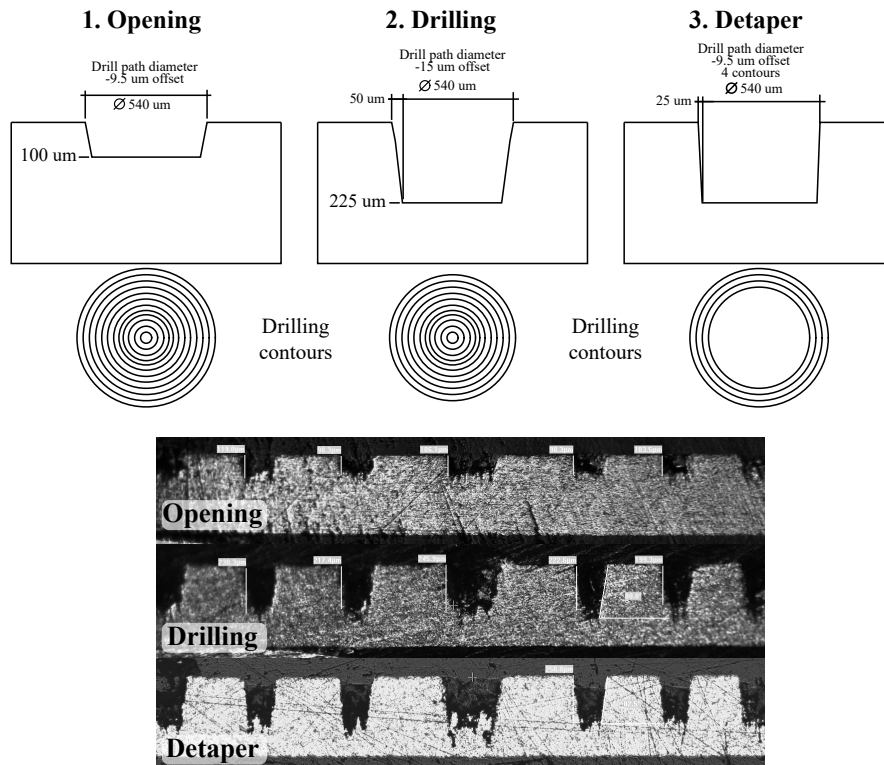 1. Opening
2. Drilling
3. Detaper
Drill path diameter
-9.5 um offset
Ø 540 um
100 um
Drill path diameter
-15 um offset
Ø 540 um
50 um
225 um
Drill path diameter
-9.5 um offset
4 contours
Ø 540 um
25 um
Drilling
contours
Drilling
contours
Opening
Drilling
Detaper